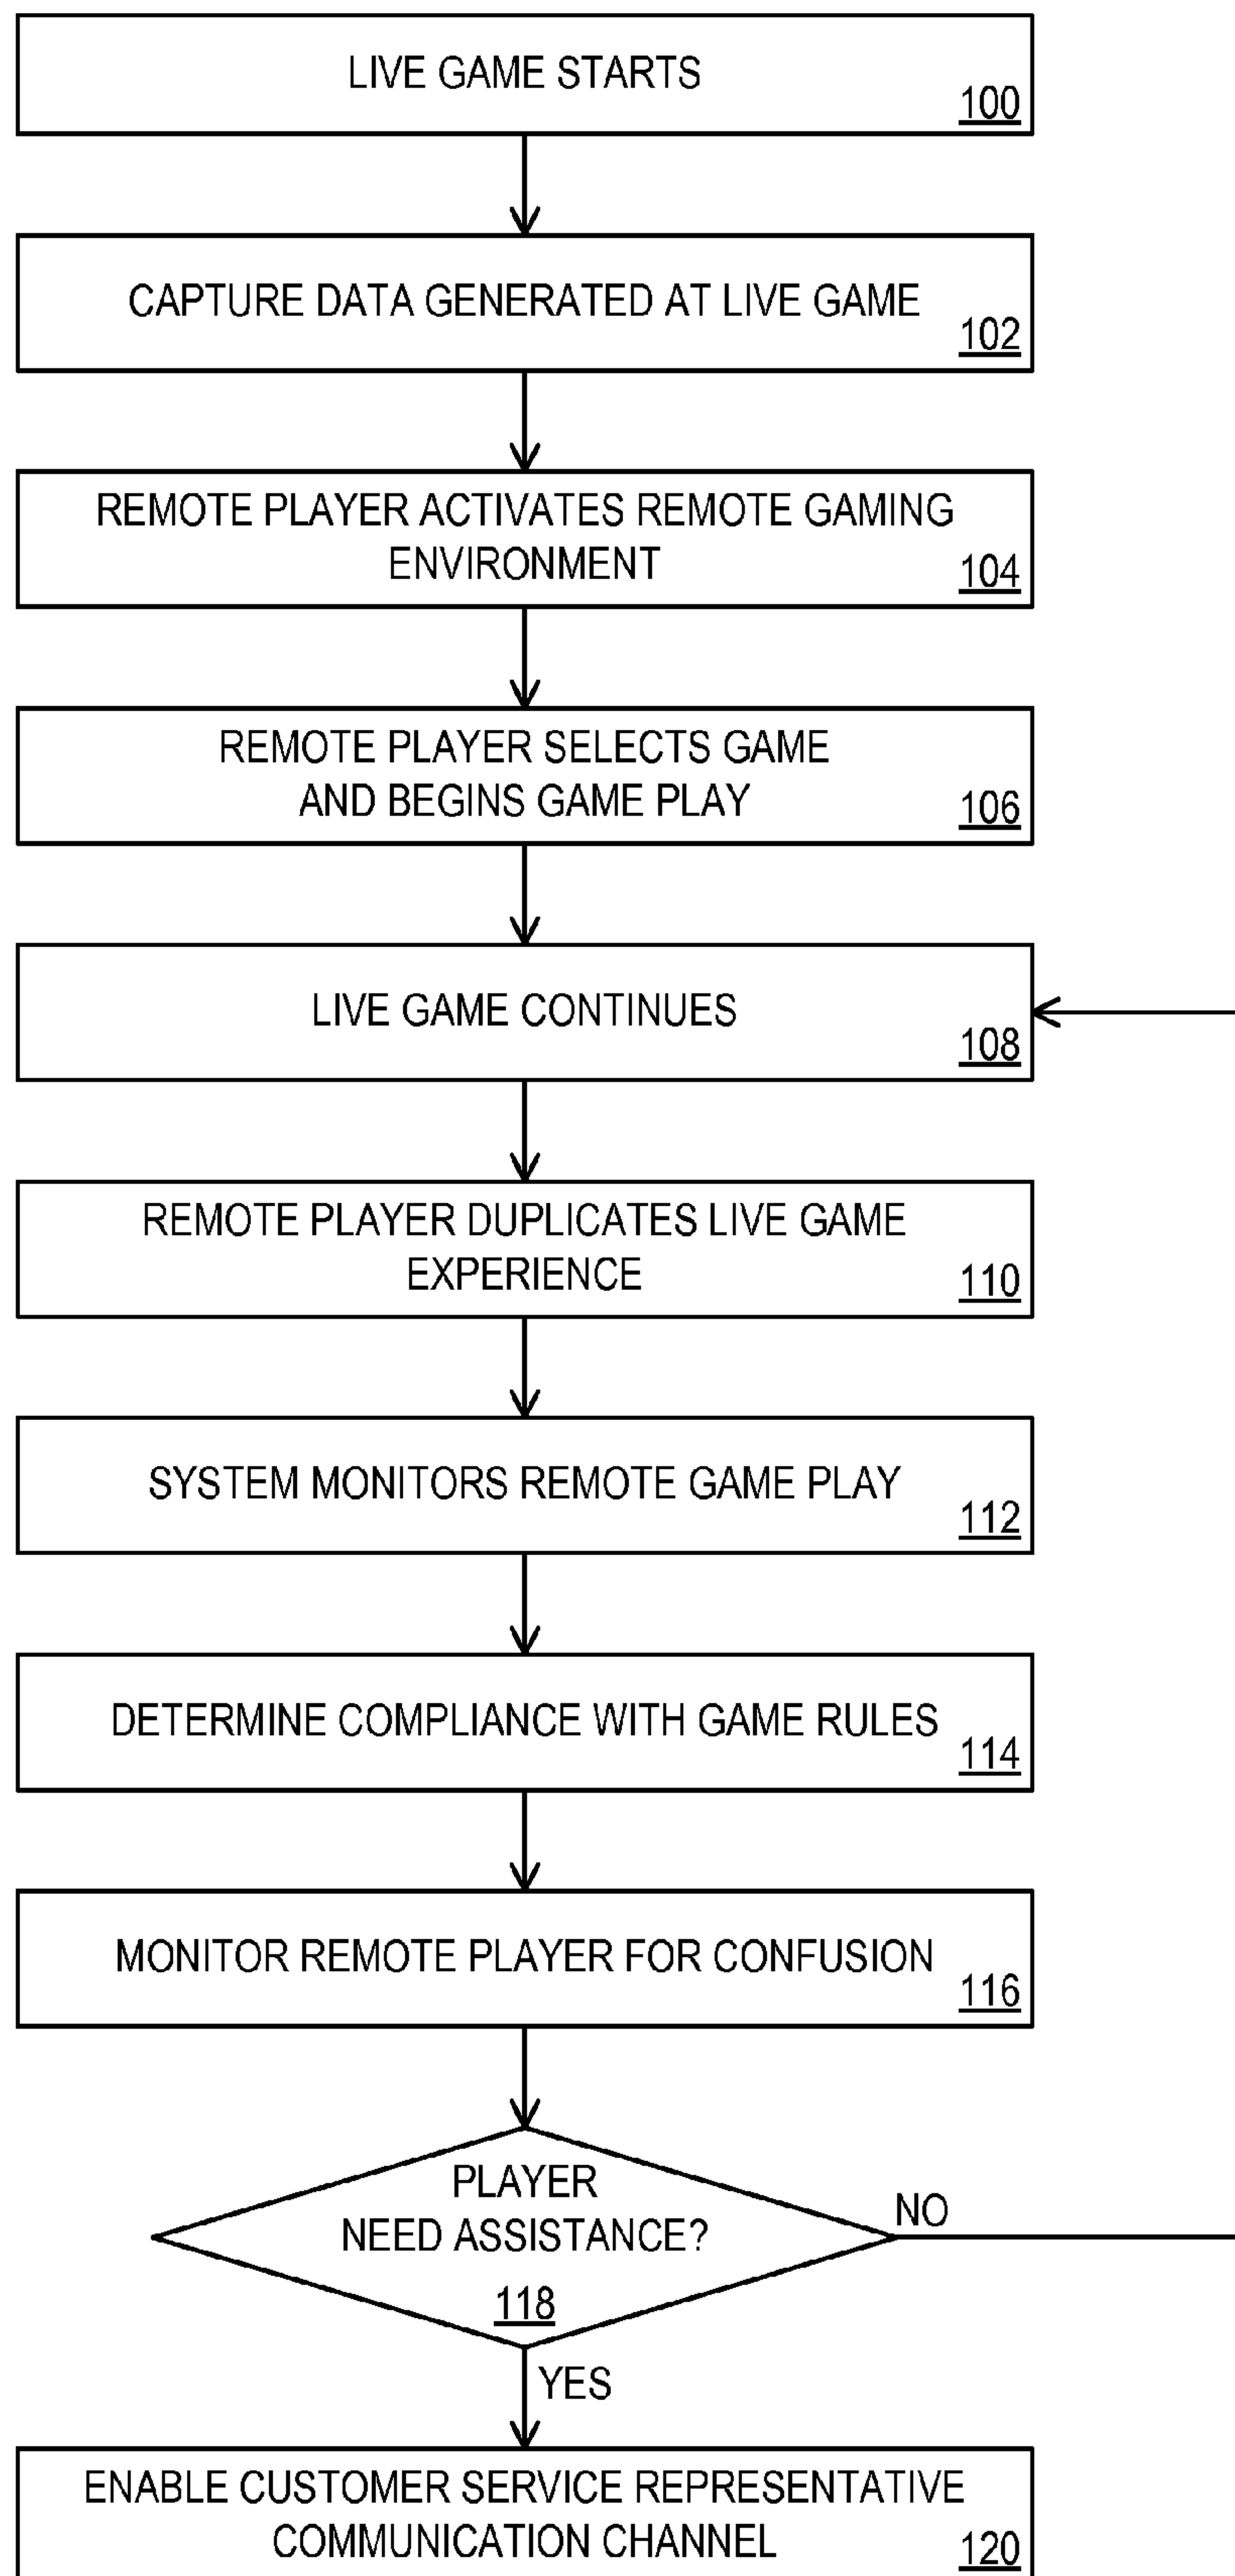 LIVE GAME STARTS
100
CAPTURE DATA GENERATED AT LIVE GAME
102
REMOTE PLAYER ACTIVATES REMOTE GAMING
ENVIRONMENT
104
REMOTE PLAYER SELECTS GAME
AND BEGINS GAME PLAY
106
LIVE GAME CONTINUES
108
REMOTE PLAYER DUPLICATES LIVE GAME
EXPERIENCE
110
SYSTEM MONITORS REMOTE GAME PLAY
112
DETERMINE COMPLIANCE WITH GAME RULES
114
MONITOR REMOTE PLAYER FOR CONFUSION
116
PLAYER
NEED ASSISTANCE?
118
NO
YES
ENABLE CUSTOMER SERVICE REPRESENTATIVE
COMMUNICATION CHANNEL
120